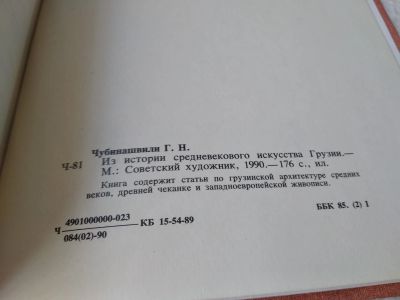 Чубинашвили Г. Н.
Ч-81 Из истории средневекового искусства Грузии.—
М.: Советский художник, 1990.—176 с., ил.
Книга содержит статьи по грузинской архитектуре средних
веков, древней чеканке и западноевропейской живописи.
Ч 4901000000-023 КБ 15-54-89
084(02)-90
ББК 85. (2) 1